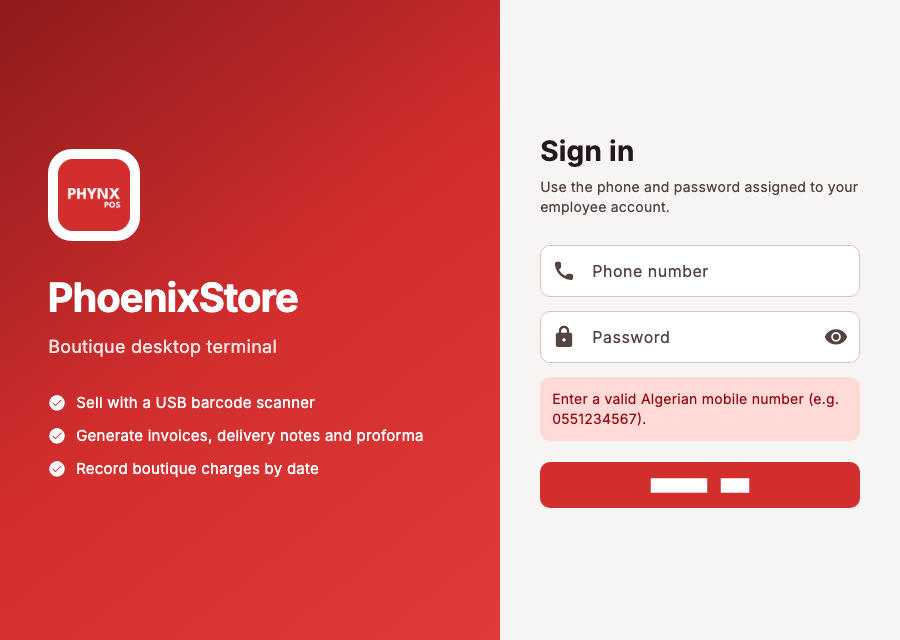 PHYNX
POS
PhoenixStore
Boutique desktop terminal
Sell with a USB barcode scanner
Generate invoices, delivery notes and proforma
Record boutique charges by date
Sign in
Use the phone and password assigned to your
employee account.
Phone number
Password
Enter a valid Algerian mobile number (e.g.
0551234567).